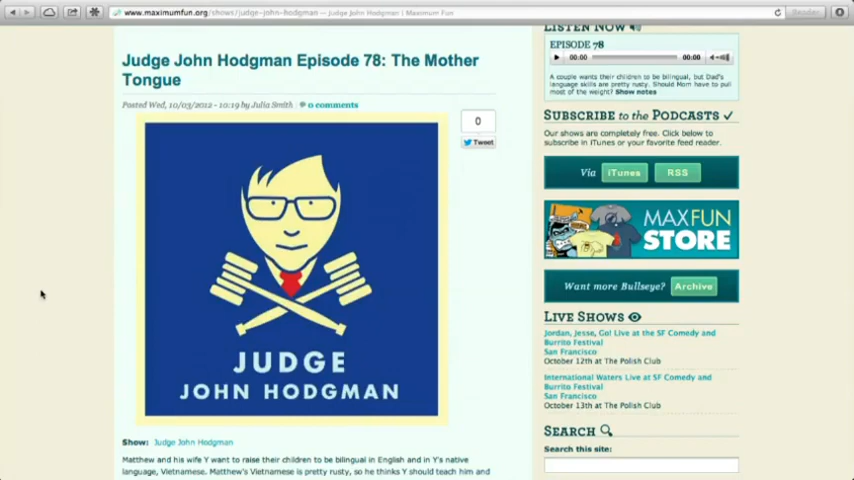 www.maximumfun.org/shows/judge-john-hodgman — Judge John Hodgman | Maximum Fun
Reader
Judge John Hodgman Episode 78: The Mother
Tongue
Posted Wed, 10/03/2012 - 10:19 by Julia Smith | 0 comments
0
Tweet
JUDGE
JOHN HODGMAN
Show: Judge John Hodgman
Matthew and his wife Y want to raise their children to be bilingual in English and in Y's native
language, Vietnamese. Matthew's Vietnamese is pretty rusty, so he thinks Y should teach him and
LISTEN NOW
EPISODE 78
00:00 00:00
A couple wants their children to be bilingual, but Dad's
language skills are pretty rusty. Should Mom have to pull
most of the weight? Show notes
SUBSCRIBE to the PODCASTS
Our shows are completely free. Click below to
subscribe in iTunes or your favorite feed reader.
Via iTunes RSS
MAXFUN
STORE
Want more Bullseye? Archive
LIVE SHOWS
Jordan, Jesse, Go! Live at the SF Comedy and
Burrito Festival
San Francisco
October 12th at The Polish Club
International Waters Live at SF Comedy and
Burrito Festival
San Francisco
October 13th at The Polish Club
SEARCH
Search this site: